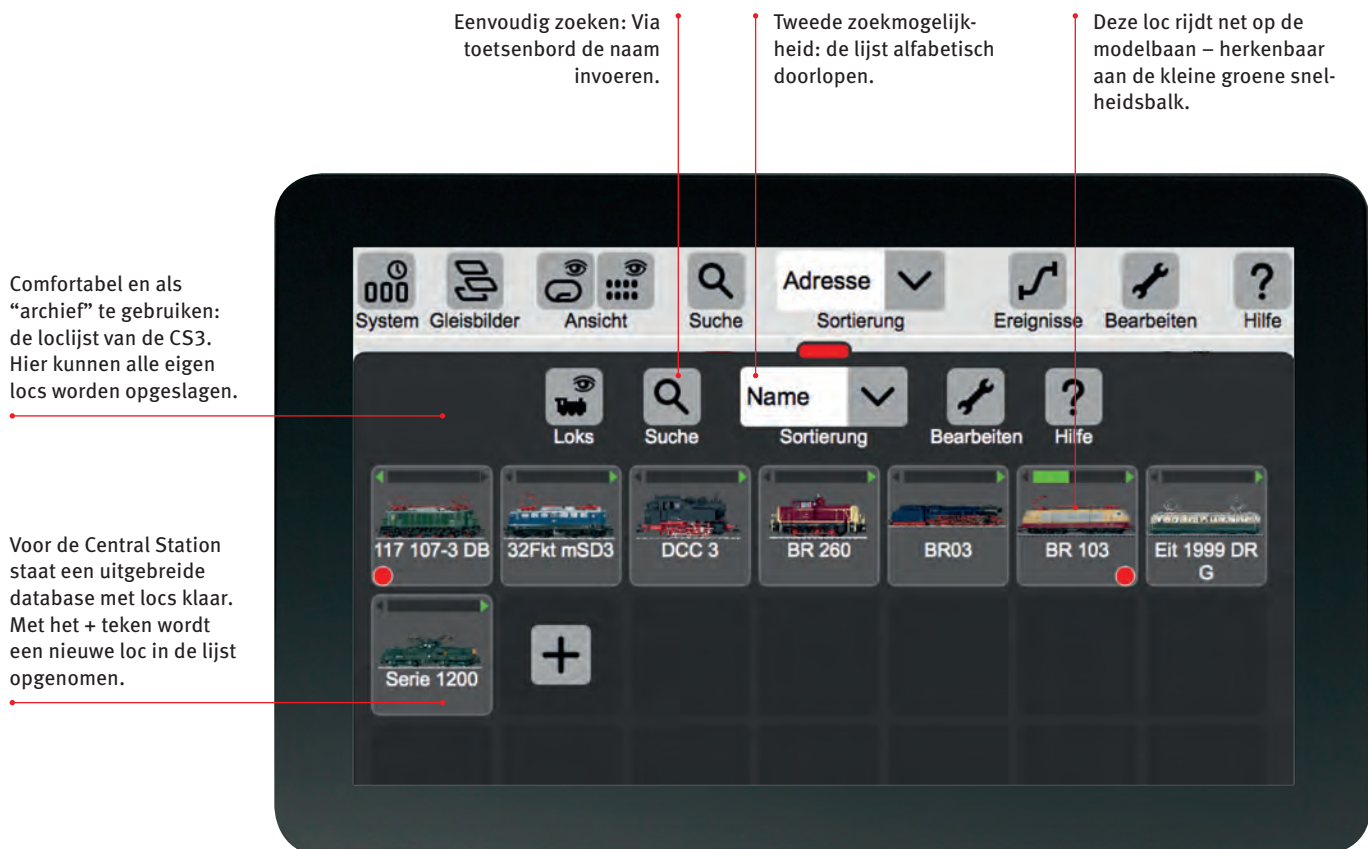 Eenvoudig zoeken: Via
toetsenbord de naam
invoeren.
Tweede zoekmogelijk-
heid: de lijst alfabetisch
doorlopen.
Deze loc rijdt net op de
modelbaan – herkenbaar
aan de kleine groene snel-
heidsbalk.
Comfortabel en als
“archief” te gebruiken:
de loclijst van de CS3.
Hier kunnen alle eigen
locs worden opgeslagen.
Voor de Central Station
staat een uitgebreide
database met locs klaar.
Met het + teken wordt
een nieuwe loc in de lijst
opgenomen.
Adresse
System Gleisbilder Ansicht Suche Sortierung Ereignisse Bearbeiten Hilfe
Name
Loks Suche Sortierung Bearbeiten Hilfe
117 107-3 DB 32Fkt mSD3 DCC 3 BR 260 BR03 BR 103 Eit 1999 DR
G
Serie 1200